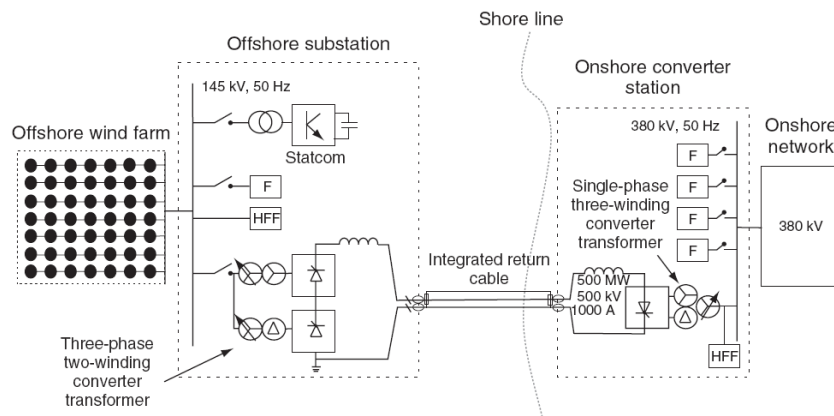 Shore line
Offshore substation
Onshore converter
station
145 kV, 50 Hz
380 kV, 50 Hz
Offshore wind farm
Statcom
Onshore
network
F
F
F
F
F
HFF
Single-phase
three-winding
converter
transformer
380 kV
Integrated return
cable
500 MW
500 kV
1000 A
Δ
Δ
HFF
Three-phase
two-winding
converter
transformer